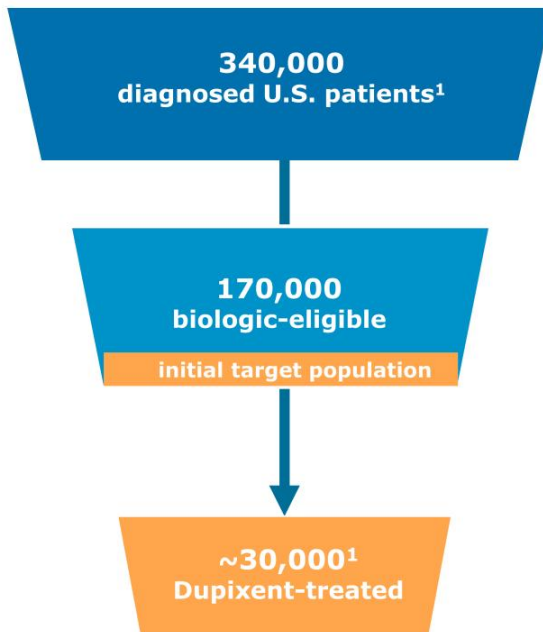 340,000
diagnosed U.S. patients¹
170,000
biologic-eligible
initial target population
~30,000¹
Dupixent-treated